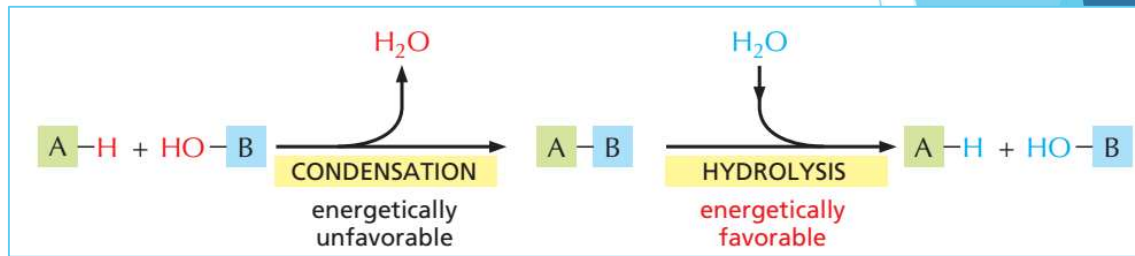 H₂O
H₂O
A–H + HO–B
A–B
A–H + HO–B
CONDENSATION
HYDROLYSIS
energetically
unfavorable
energetically
favorable